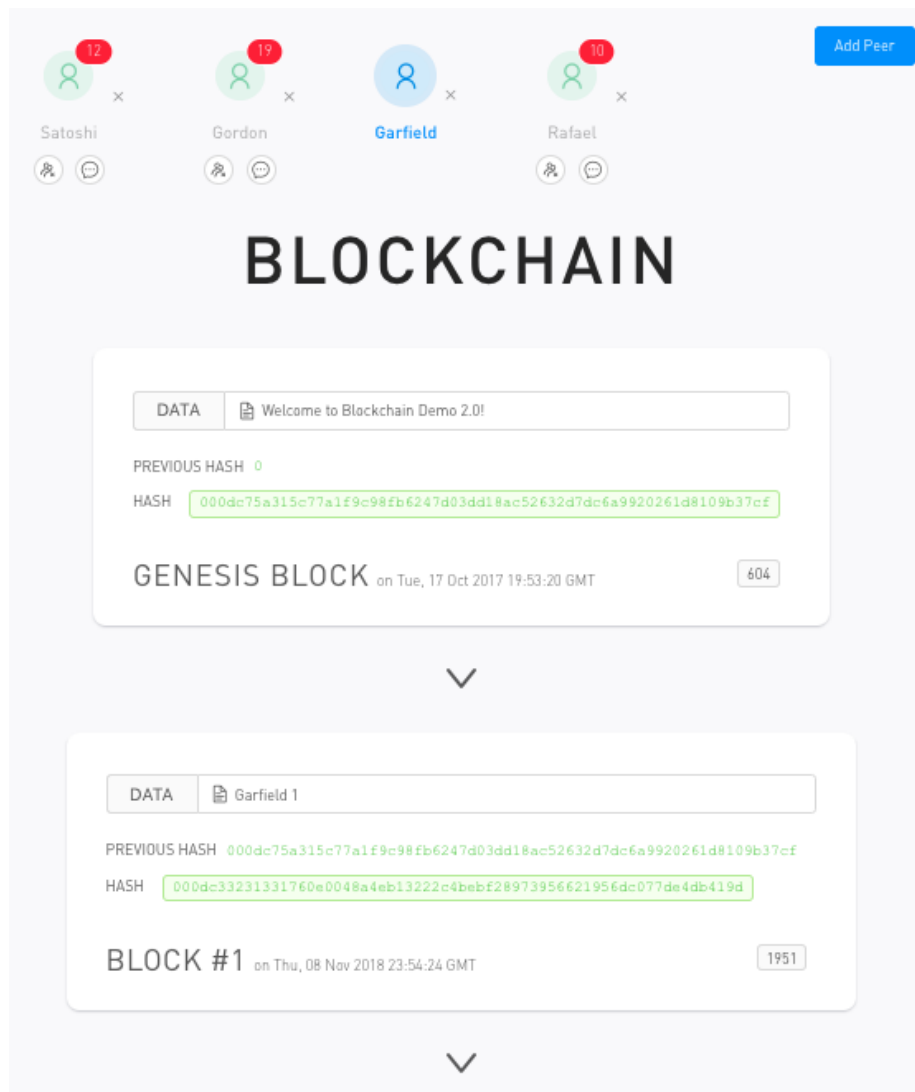 12 19 10 Add Peer
Satoshi Gordon Garfield Rafael
BLOCKCHAIN
DATA Welcome to Blockchain Demo 2.0!
PREVIOUS HASH 0
HASH 000dc75a315c77a1f9c98fb6247d03dd18ac52632d7dc6a9920261d8109b37cf
GENESIS BLOCK on Tue, 17 Oct 2017 19:53:20 GMT 604
DATA Garfield 1
PREVIOUS HASH 000dc75a315c77a1f9c98fb6247d03dd18ac52632d7dc6a9920261d8109b37cf
HASH 000dc33231331760e0048a4eb13222c4bebf28973956621956dc077de4db419d
BLOCK #1 on Thu, 08 Nov 2018 23:54:24 GMT 1951